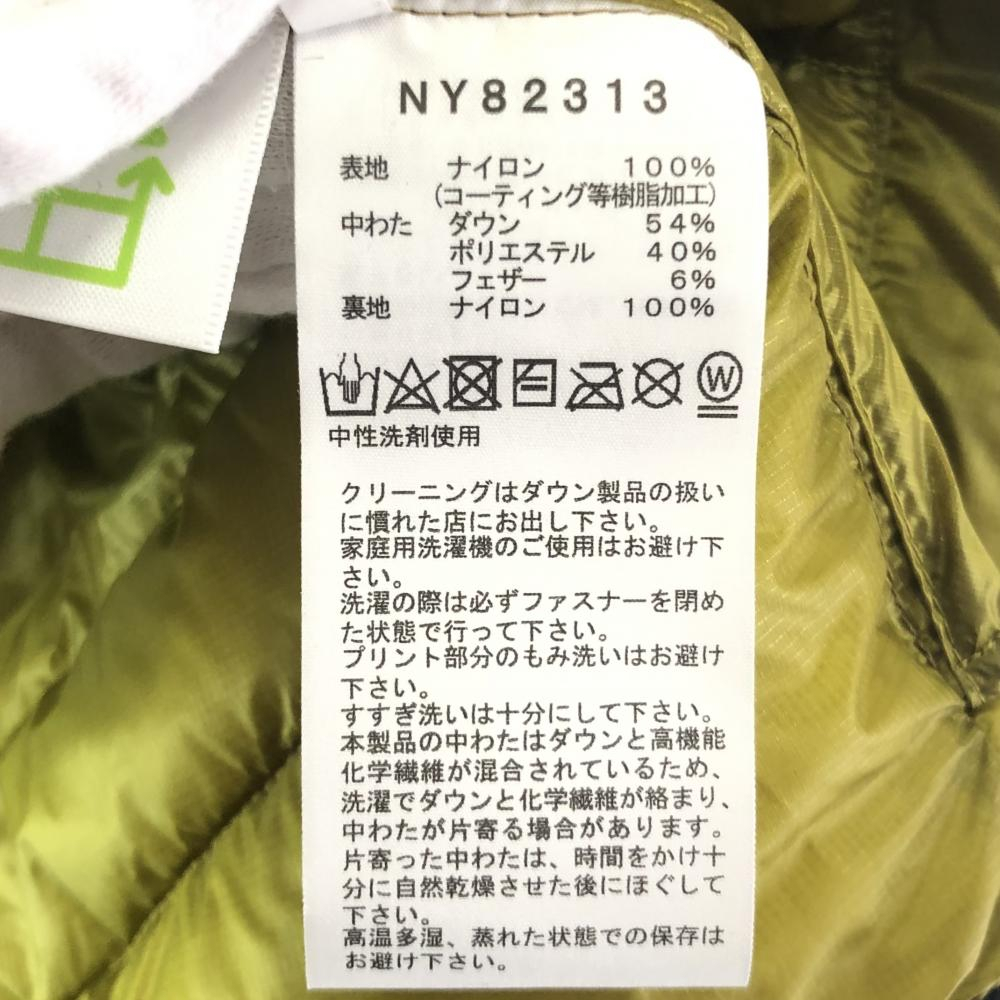 NY82313
表地 ナイロン 100%
(コーティング等樹脂加工)
中わた ダウン 54%
ポリエステル 40%
フェザー 6%
裏地 ナイロン 100%
W
中性洗剤使用
クリーニングはダウン製品の扱い
に慣れた店にお出し下さい。
家庭用洗濯機のご使用はお避け下
さい。
洗濯の際は必ずファスナーを閉め
た状態で行って下さい。
プリント部分のもみ洗いはお避け
下さい。
すすぎ洗いは十分にして下さい。
本製品の中わたはダウンと高機能
化学繊維が混合されているため、
洗濯でダウンと化学繊維が絡まり、
中わたが片寄る場合があります。
片寄った中わたは、時間をかけ十
分に自然乾燥させた後にほぐして
下さい。
高温多湿、蒸れた状態での保存は
お避け下さい。